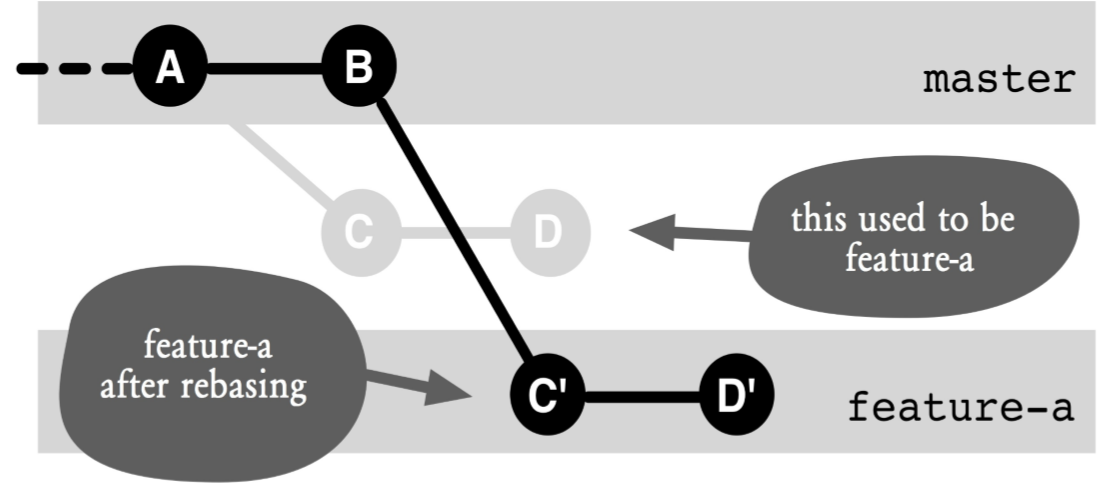 A
B
master
C
D
this used to be
feature-a
feature-a
after rebasing
C'
D'
feature-a